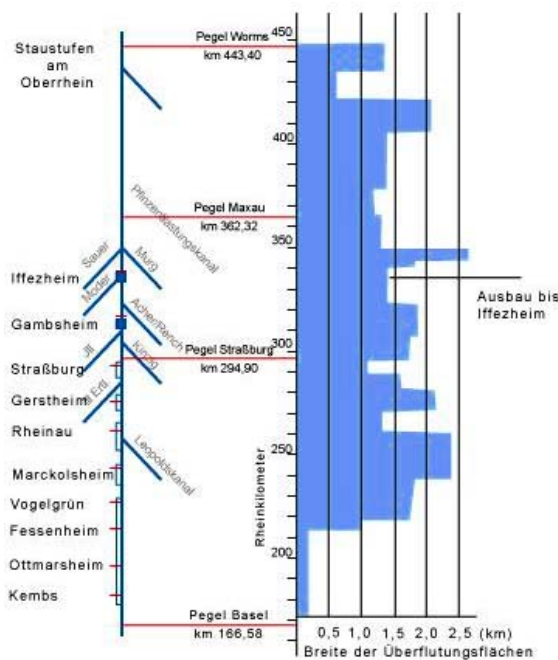 Staustufen
am
Oberrhein
Pegel Worms
km 443,40
Pfinzentlastungskanal
Pegel Maxau
km 362,32
Sauer
Murg
Moder
Iffezheim
Acher/Rench
Gambsheim
Jll
Kinzig
Pegel Straßburg
km 294,90
Straßburg
Ertl
Gerstheim
Rheinau
Leopoldskanal
Marckolsheim
Vogelgrün
Fessenheim
Ottmarsheim
Kembs
Pegel Basel
km 166,58
450
400
350
300
250
200
Rheinkilometer
Ausbau bis
Iffezheim
0,5 1,0 1,5 2,0 2,5 (km)
Breite der Überflutungsflächen